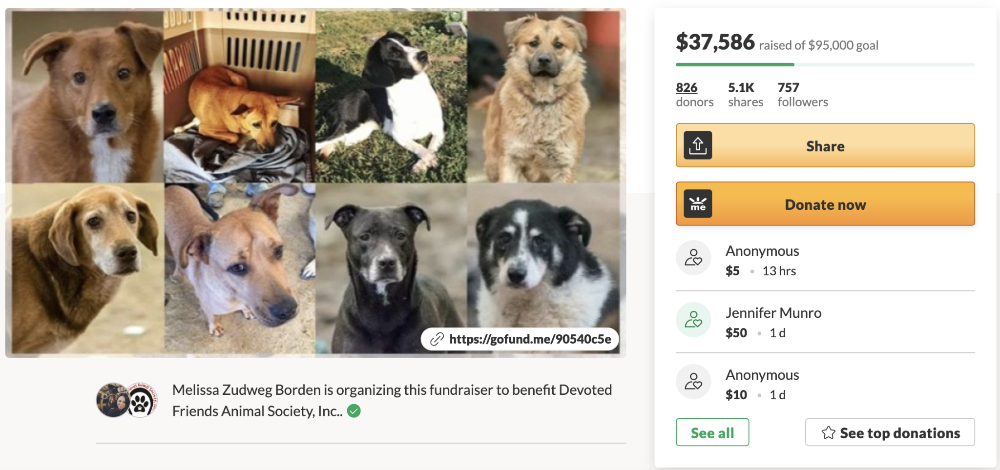 https://gofund.me/90540c5e
Melissa Zudweg Borden is organizing this fundraiser to benefit Devoted
Friends Animal Society, Inc..
$37,586 raised of $95,000 goal
826 5.1K 757
donors shares followers
Share
me
Donate now
Anonymous
$5 • 13 hrs
Jennifer Munro
$50 • 1 d
Anonymous
$10 • 1 d
See all
See top donations